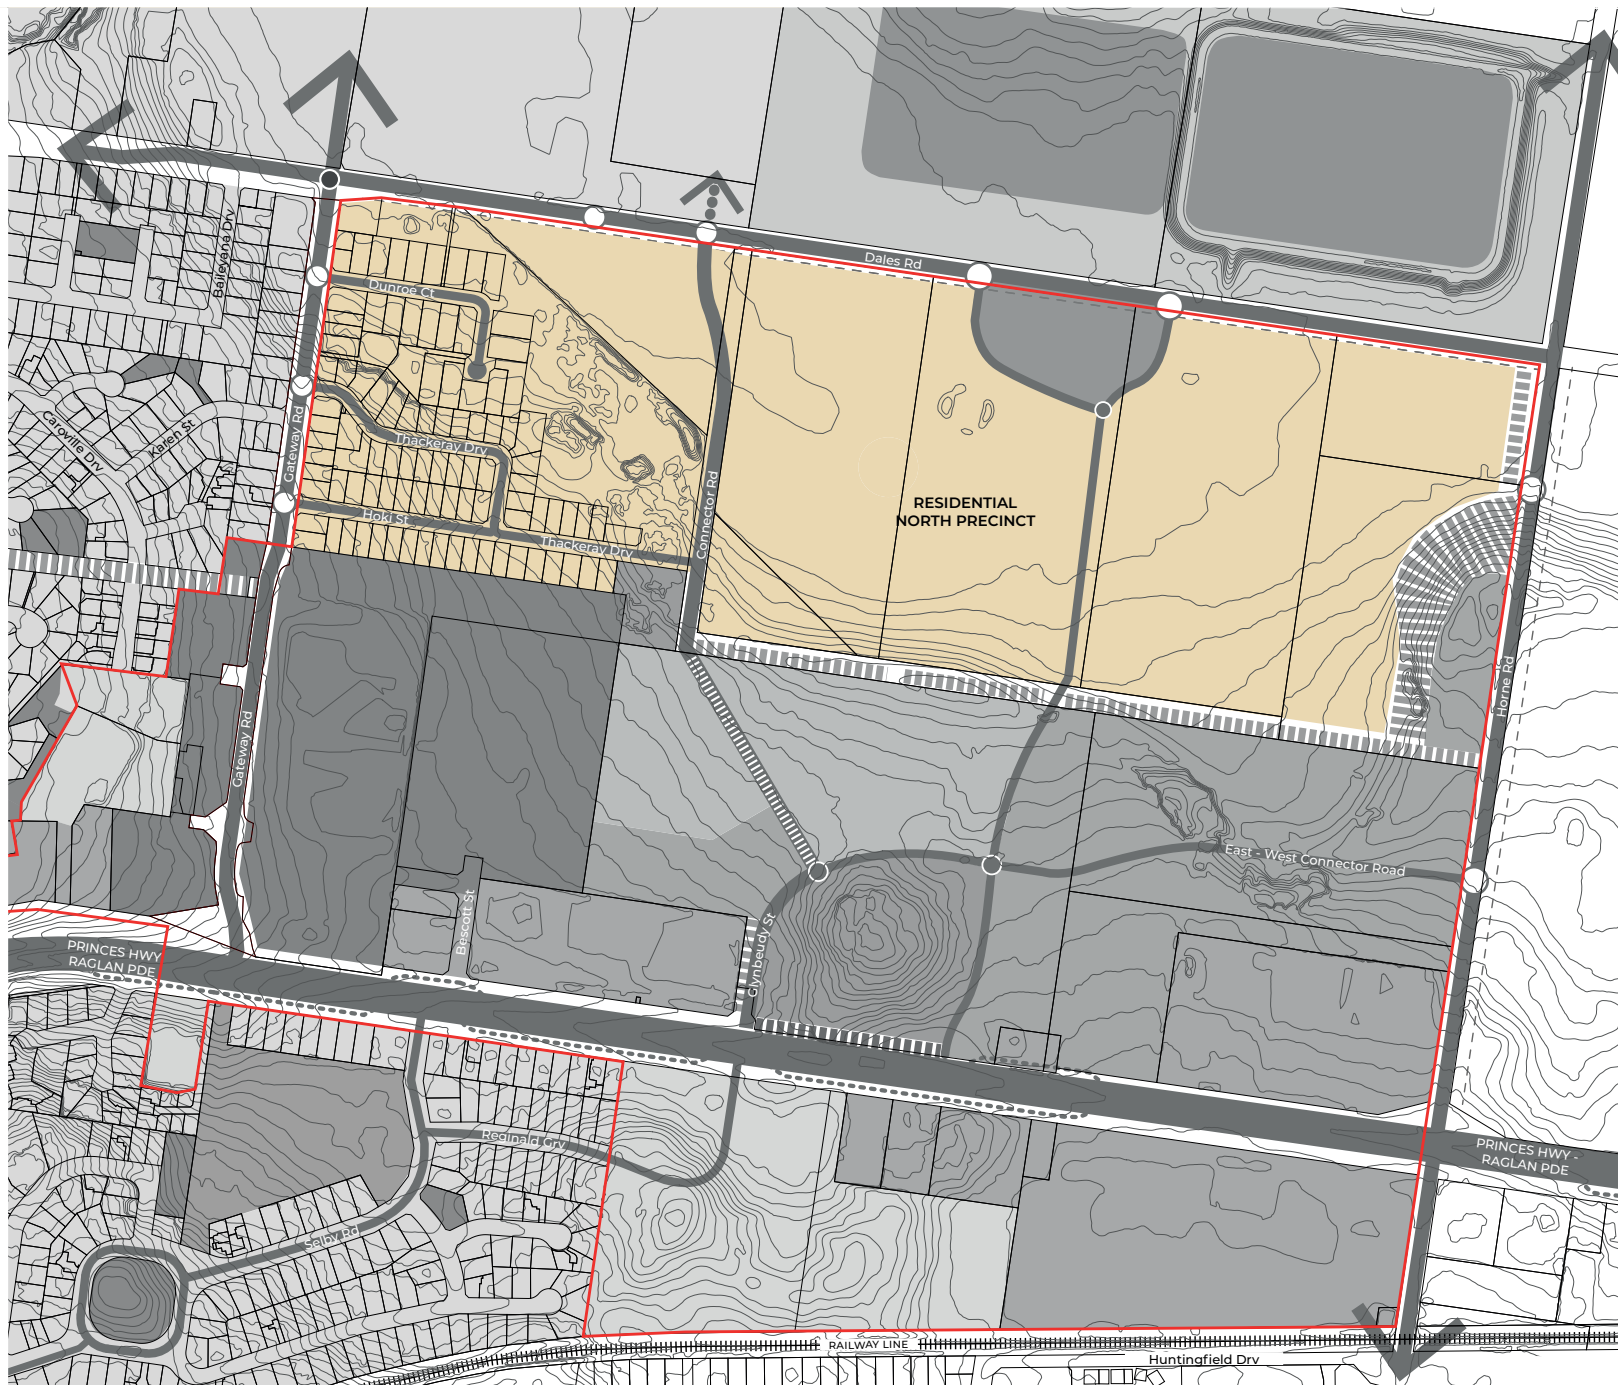 Baileyana Drv
Dales Rd
Dunroe Ct
Caroville Drv
Karen St
Gateway Rd
Thackeray Drv
Connector Rd
RESIDENTIAL
NORTH PRECINCT
Hoki St
Thackeray Drv
Horne Rd
Gateway Rd
East - West Connector Road
Bescott St
Glynbeudy St
PRINCES HWY -
RAGLAN PDE
Reginald Grv
PRINCES HWY -
RAGLAN PDE
Selby Rd
RAILWAY LINE
Huntingfield Drv